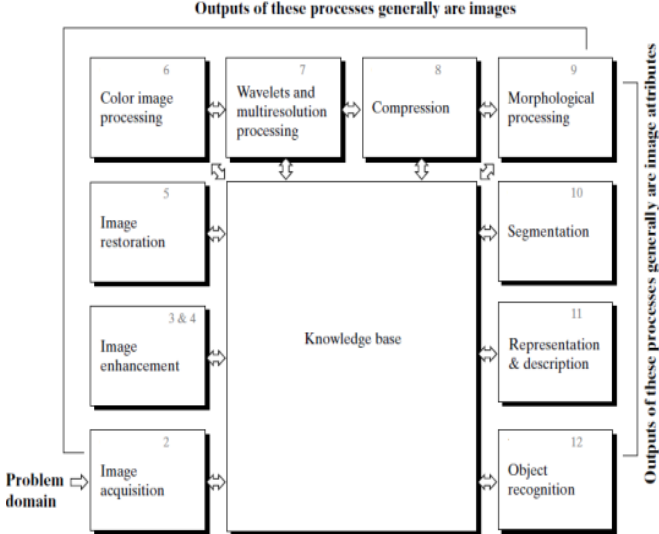 Outputs of these processes generally are images
6
Color image
processing
7
Wavelets and
multiresolution
processing
8
Compression
9
Morphological
processing
5
Image
restoration
10
Segmentation
3 & 4
Image
enhancement
Knowledge base
11
Representation
& description
2
Image
acquisition
12
Object
recognition
Problem
domain
Outputs of these processes generally are image attributes